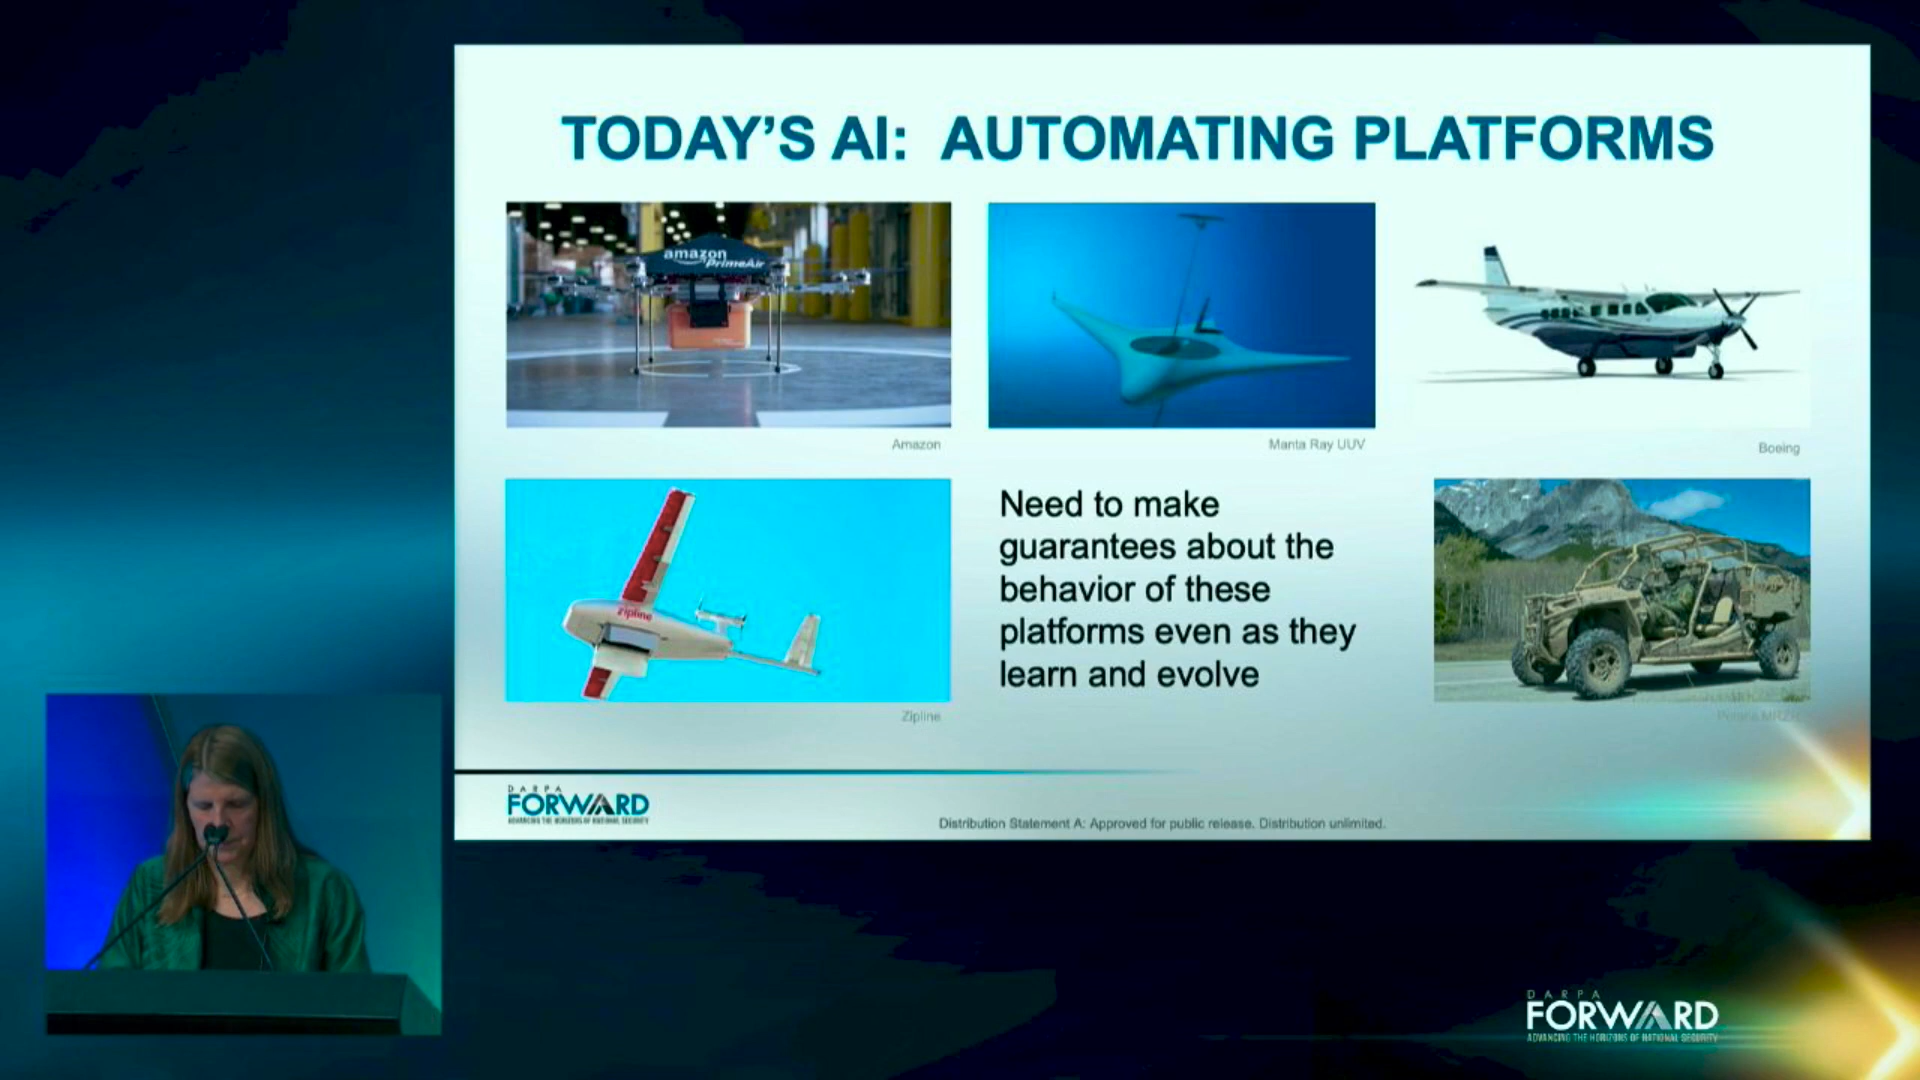 TODAY'S AI: AUTOMATING PLATFORMS
amazon
PrimeAir
Amazon
Manta Ray UUV
Boeing
zipline
Zipline
Need to make
guarantees about the
behavior of these
platforms even as they
learn and evolve
Polaris MRZR
DARPA
FORWARD
ADVANCING THE HORIZONS OF NATIONAL SECURITY
Distribution Statement A: Approved for public release. Distribution unlimited.
DARPA
FORWARD
ADVANCING THE HORIZONS OF NATIONAL SECURITY